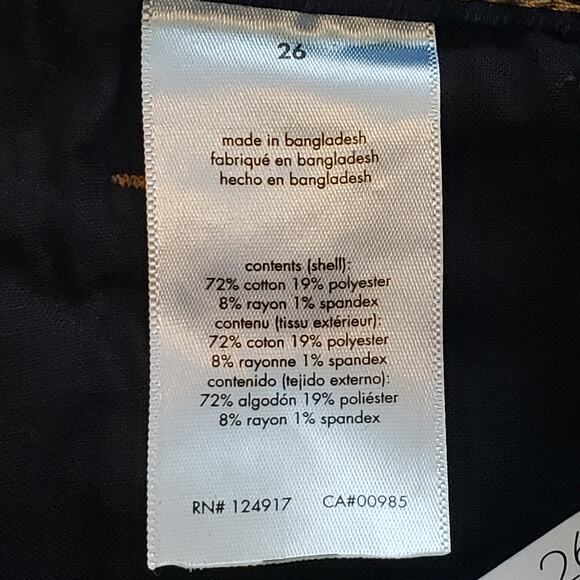 26
made in bangladesh
fabriqué en bangladesh
hecho en bangladesh
contents (shell):
72% cotton 19% polyester
8% rayon 1% spandex
contenu (tissu extérieur):
72% coton 19% polyester
8% rayonne 1% spandex
contenido (tejido externo):
72% algodón 19% poliéster
8% rayon 1% spandex
RN# 124917 CA#00985
26